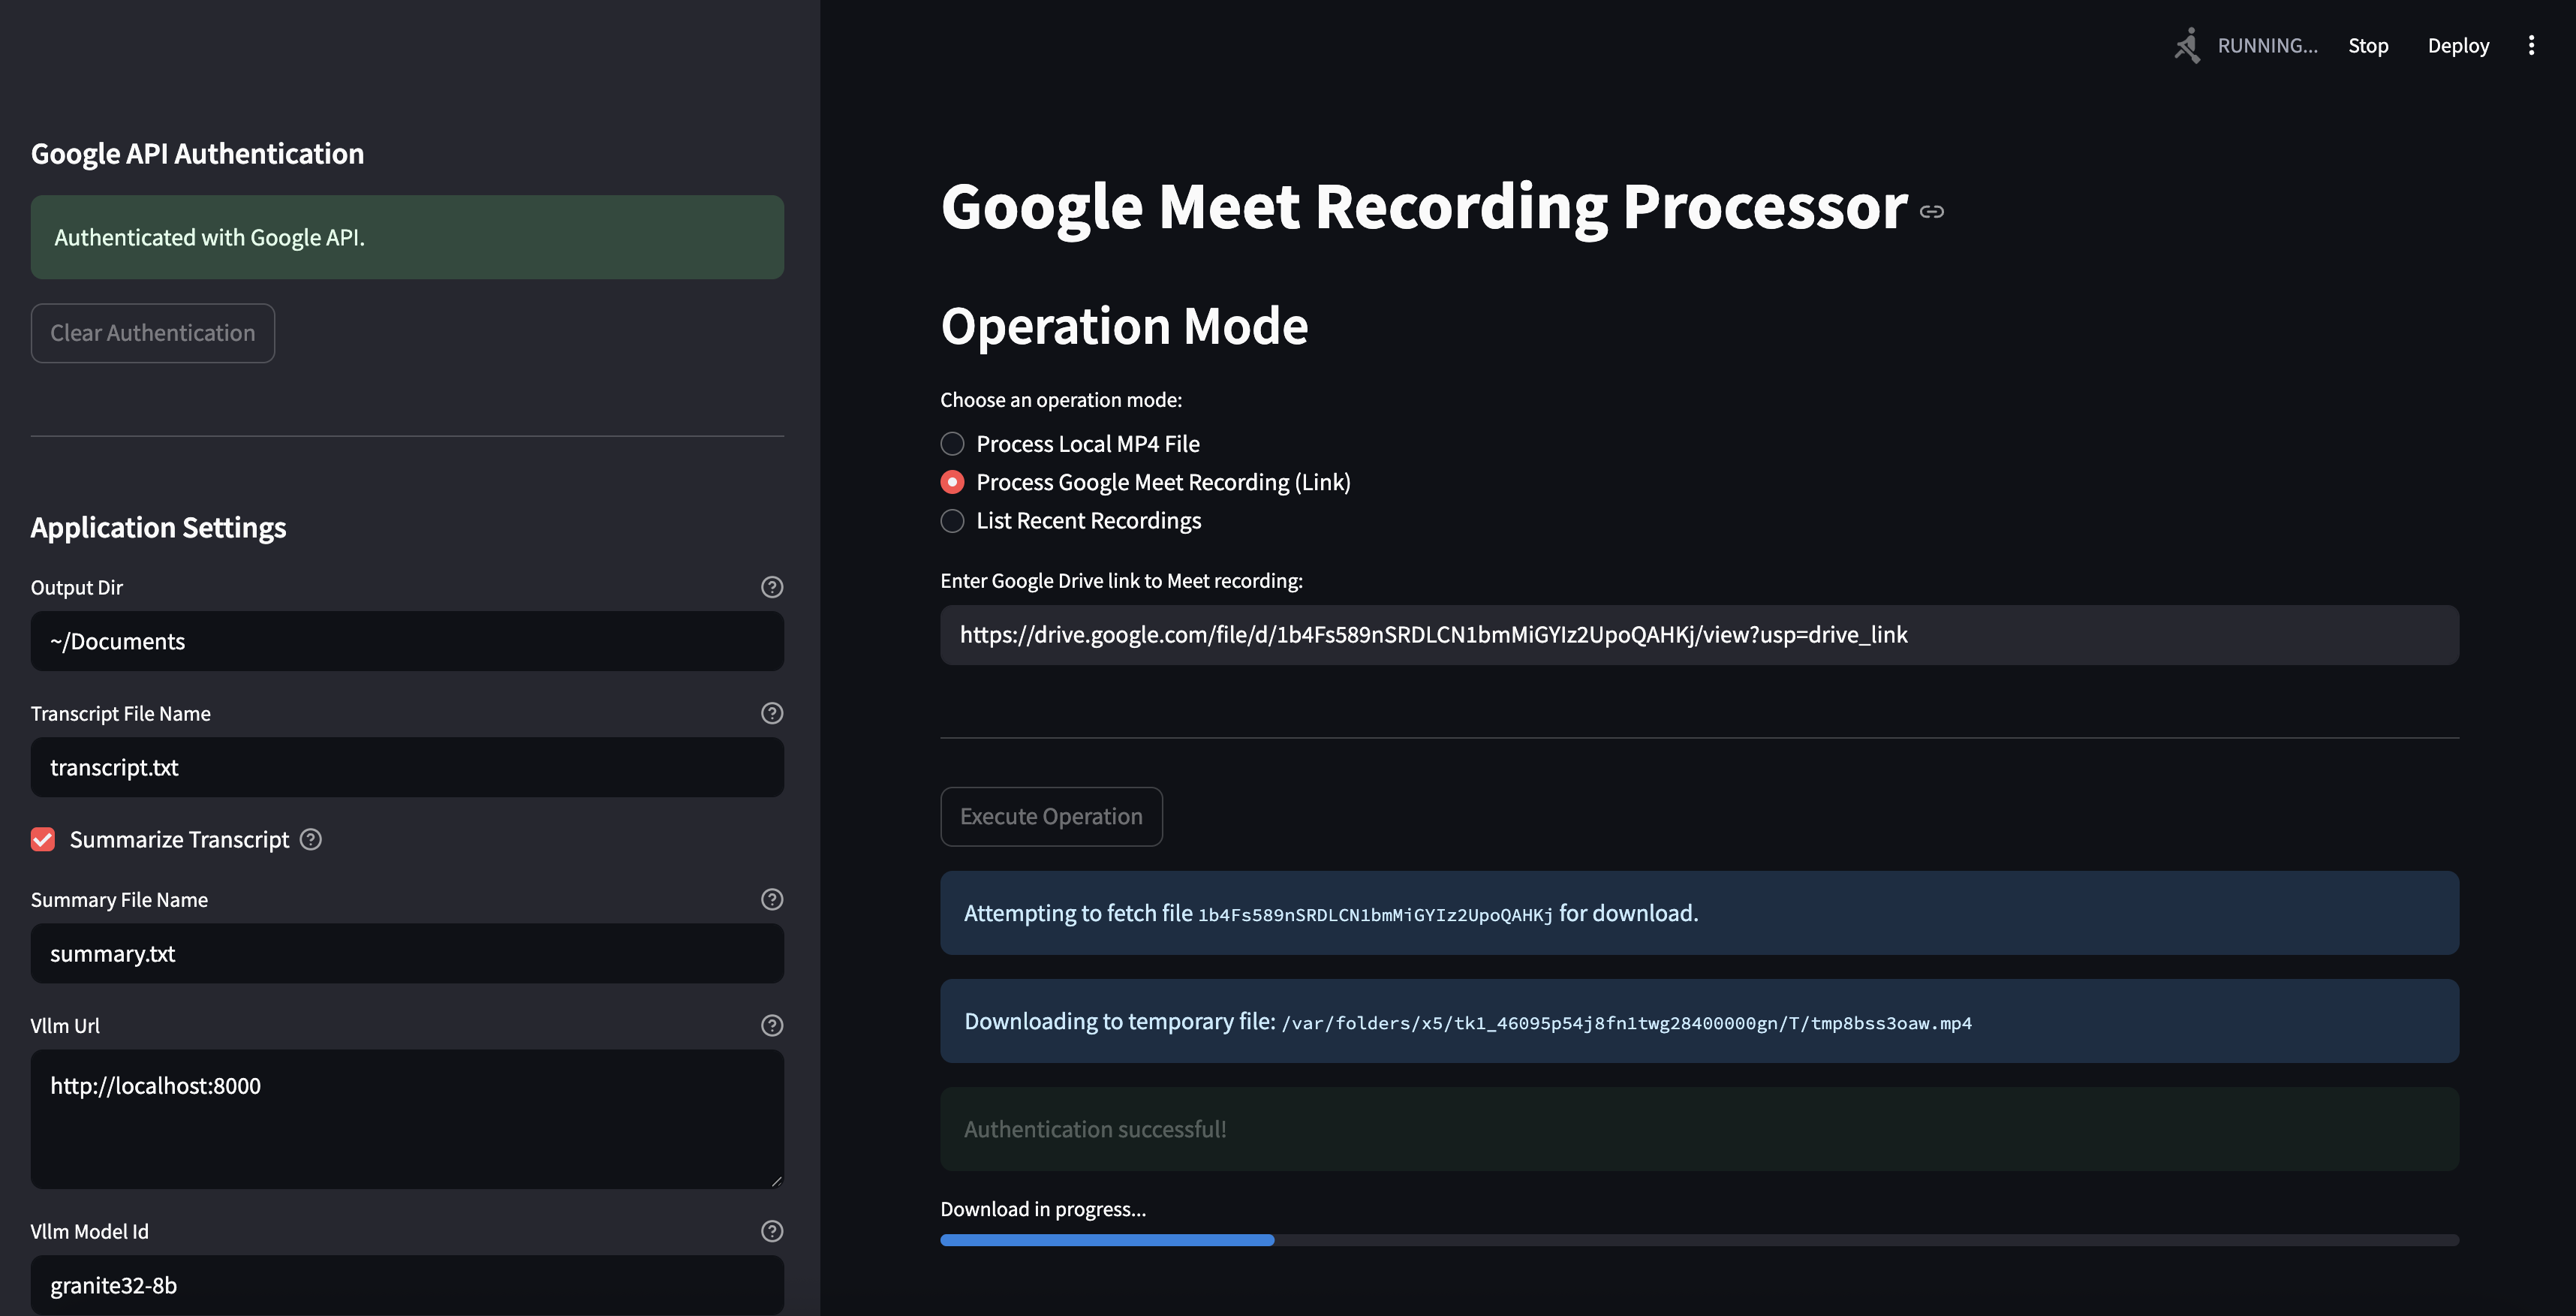 RUNNING...
Stop
Deploy
Google API Authentication
Authenticated with Google API.
Clear Authentication
Application Settings
Output Dir
~/Documents
Transcript File Name
transcript.txt
Summarize Transcript
Summary File Name
summary.txt
Vllm Url
http://localhost:8000
Vllm Model Id
granite32-8b
Google Meet Recording Processor
Operation Mode
Choose an operation mode:
Process Local MP4 File
Process Google Meet Recording (Link)
List Recent Recordings
Enter Google Drive link to Meet recording:
https://drive.google.com/file/d/1b4Fs589nSRDLCN1bmMiGYIz2UpoQAHKj/view?usp=drive_link
Execute Operation
Attempting to fetch file 1b4Fs589nSRDLCN1bmMiGYIz2UpoQAHKj for download.
Downloading to temporary file: /var/folders/x5/tk1_46095p54j8fn1twg28400000gn/T/tmp8bss3oaw.mp4
Authentication successful!
Download in progress...